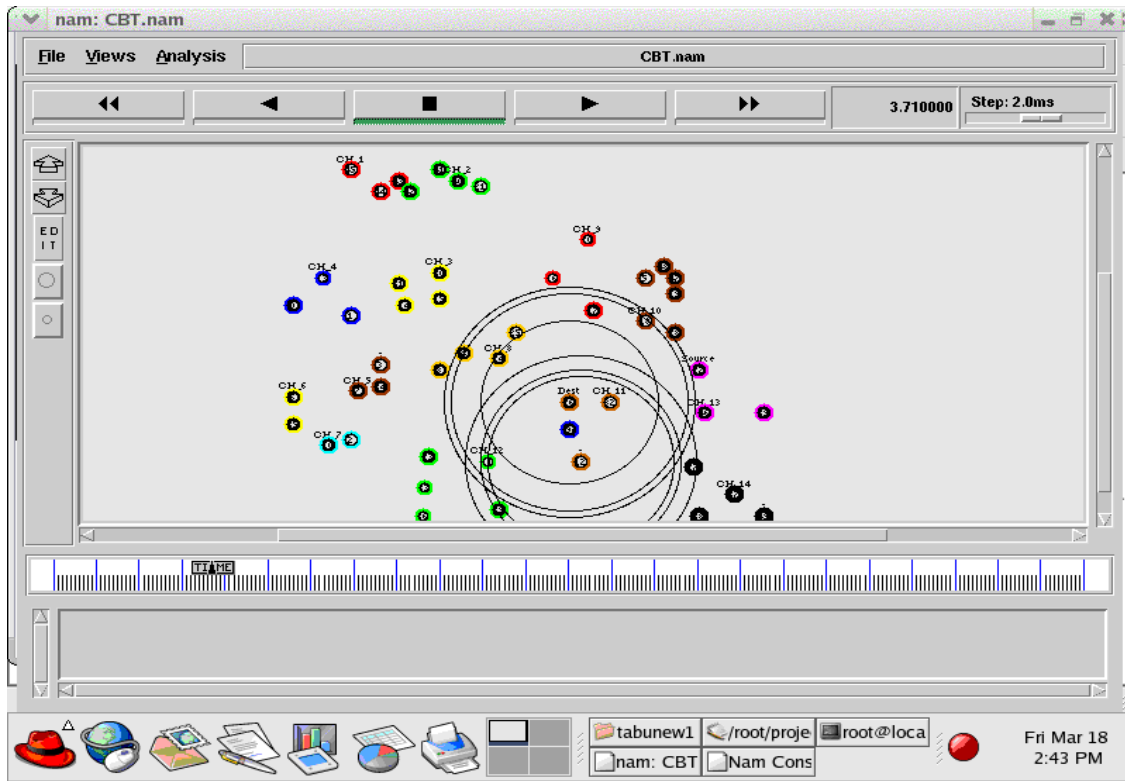 nam: CBT.nam
File Views Analysis CBT.nam
3.710000 Step: 2.0ms
ED
IT
CH_1
CH_2
CH_9
CH_3
CH_4
CH_10
CH_8
Source
CH_5
CH_6
Dest CH_11
CH_13
CH_7
CH_12
CH_14
TIME
tabunew1 /root/proje root@loca
nam: CBT Nam Cons
Fri Mar 18
2:43 PM